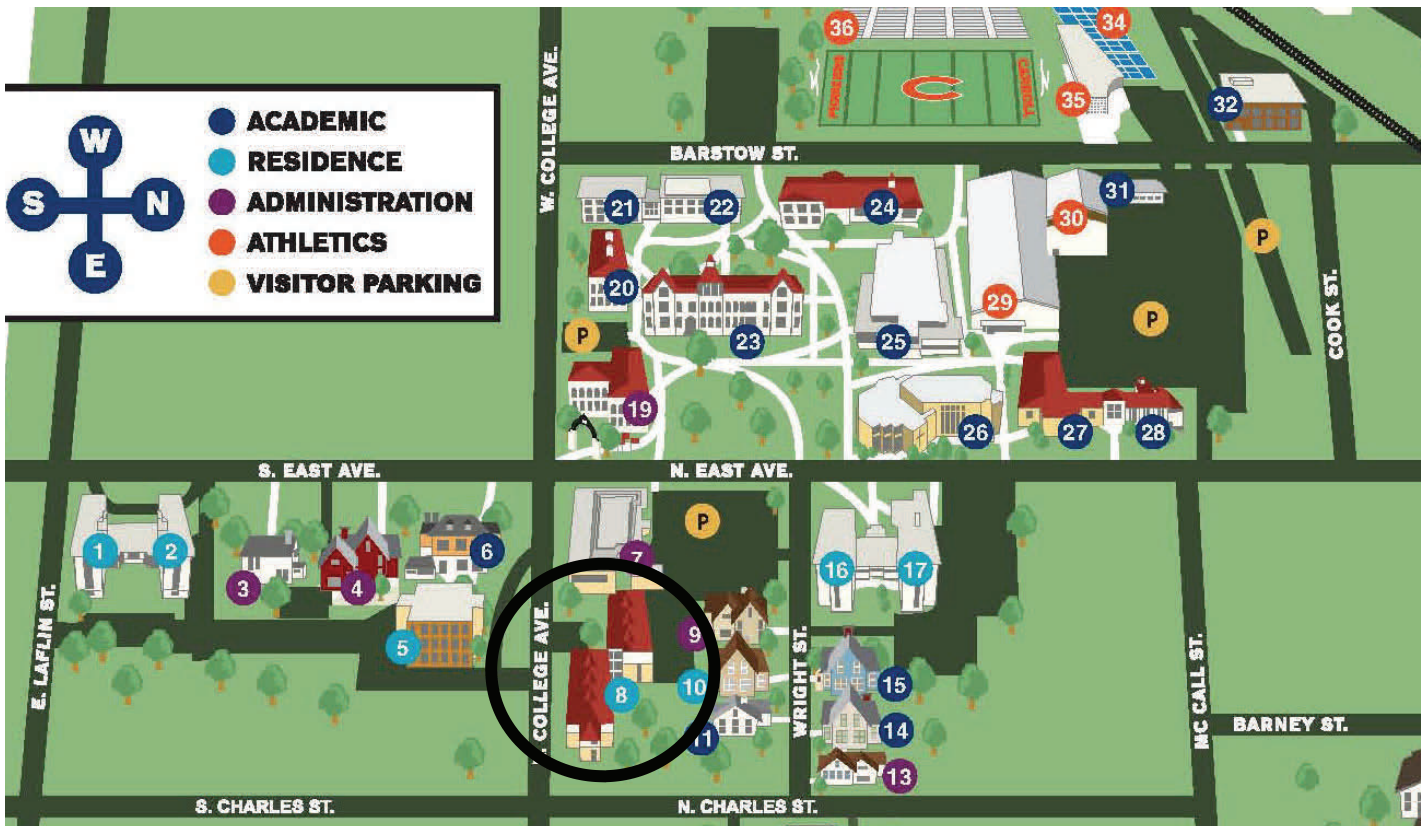 36
34
PIONEERS
C
CARROLL
35
32
W
S
N
E
ACADEMIC
RESIDENCE
ADMINISTRATION
ATHLETICS
VISITOR PARKING
W. COLLEGE AVE.
BARSTOW ST.
21
22
24
31
30
P
20
23
25
29
P
P
COOK ST.
19
26
27
28
S. EAST AVE.
N. EAST AVE.
1
2
3
4
5
6
7
P
16
17
E. LAFLIN ST.
COLLEGE AVE.
8
9
10
11
WRIGHT ST.
15
14
13
MC CALL ST.
BARNEY ST.
S. CHARLES ST.
N. CHARLES ST.